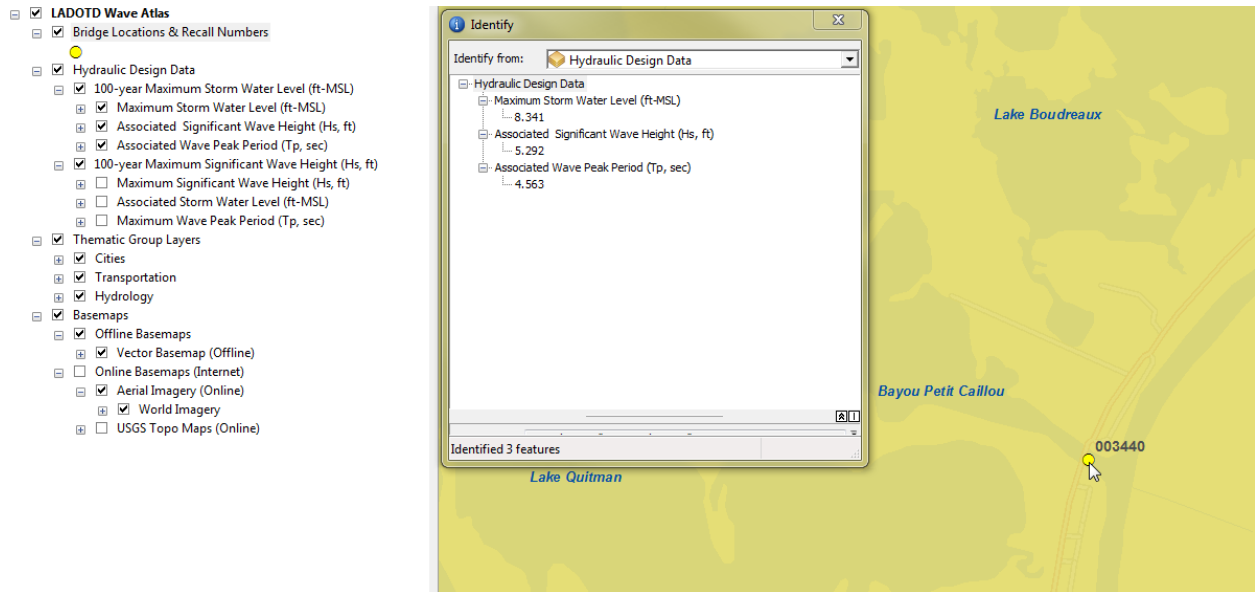 LADOTD Wave Atlas
Bridge Locations & Recall Numbers
Hydraulic Design Data
100-year Maximum Storm Water Level (ft-MSL)
Maximum Storm Water Level (ft-MSL)
Associated  Significant Wave Height (Hs, ft)
Associated Wave Peak Period (Tp, sec)
100-year Maximum Significant Wave Height (Hs, ft)
Maximum Significant Wave Height (Hs, ft)
Associated Storm Water Level (ft-MSL)
Maximum Wave Peak Period (Tp, sec)
Thematic Group Layers
Cities
Transportation
Hydrology
Basemaps
Offline Basemaps
Vector Basemap (Offline)
Online Basemaps (Internet)
Aerial Imagery (Online)
World Imagery
USGS Topo Maps (Online)
Identify
Identify from: Hydraulic Design Data
Hydraulic Design Data
Maximum Storm Water Level (ft-MSL)
8.341
Associated  Significant Wave Height (Hs, ft)
5.292
Associated Wave Peak Period (Tp, sec)
4.563
Identified 3 features
Lake Boudreaux
Bayou Petit Caillou
003440
Lake Quitman